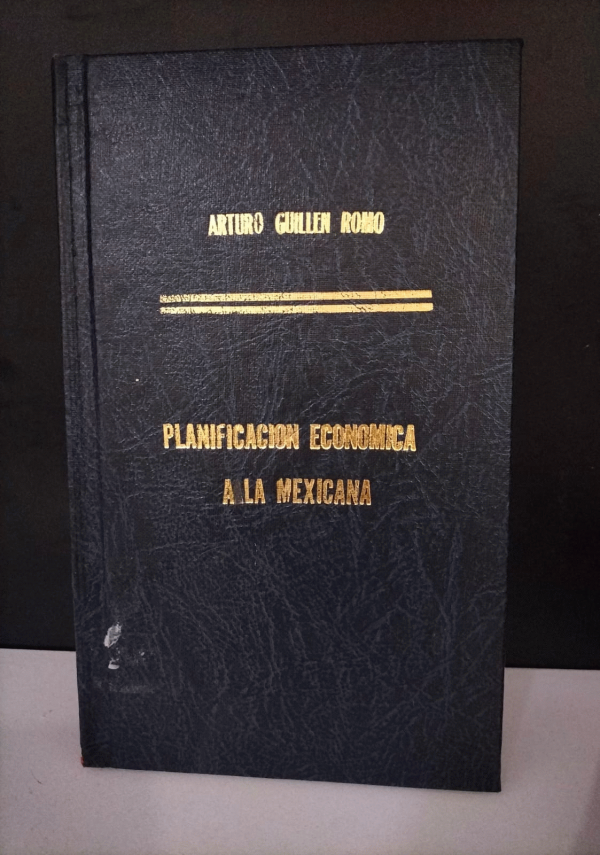 ARTURO GUILLEN ROMO
PLANIFICACION ECONOMICA
A LA MEXICANA